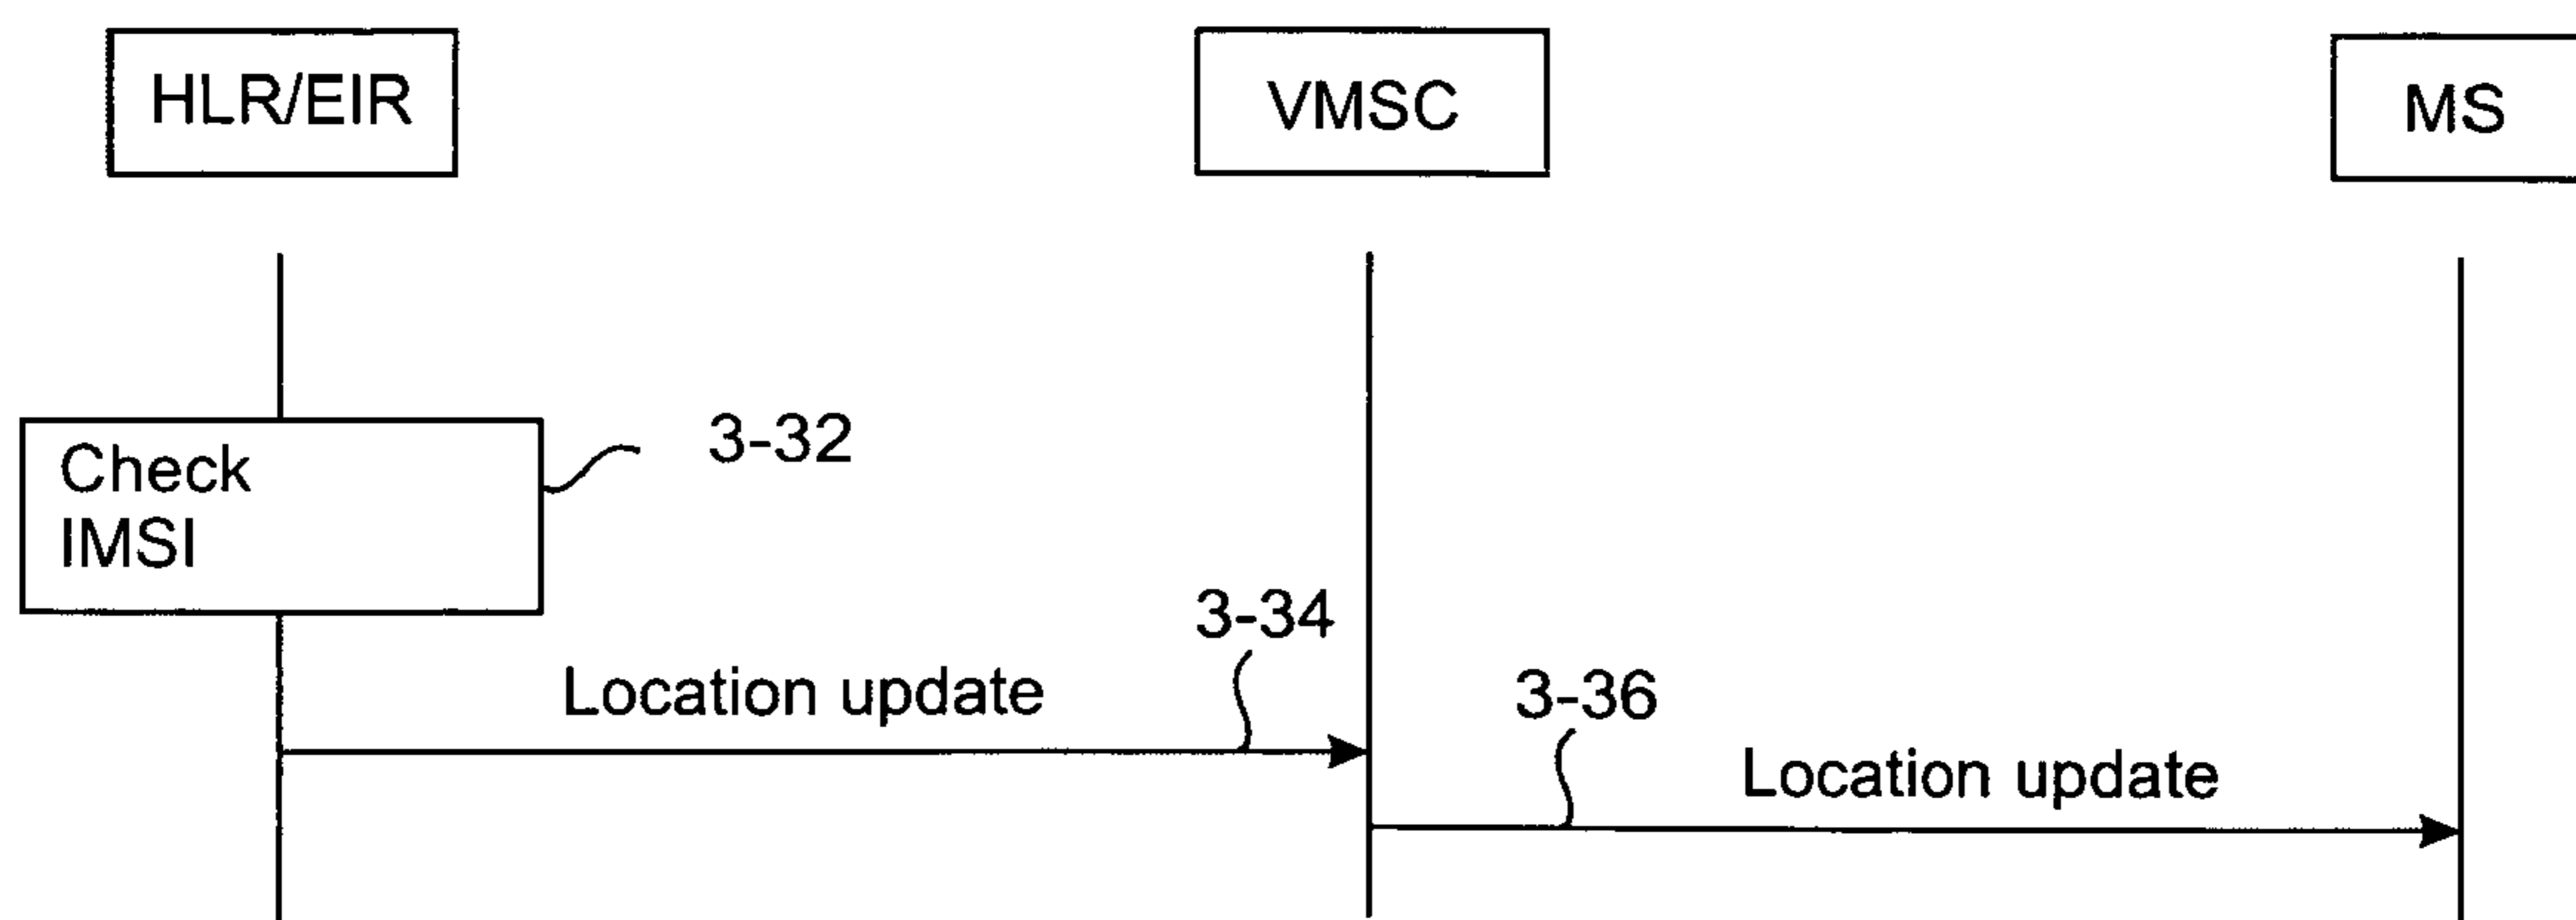 HLR/EIR
VMSC
MS
Check
IMSI
3-32
3-34
Location update
3-36
Location update